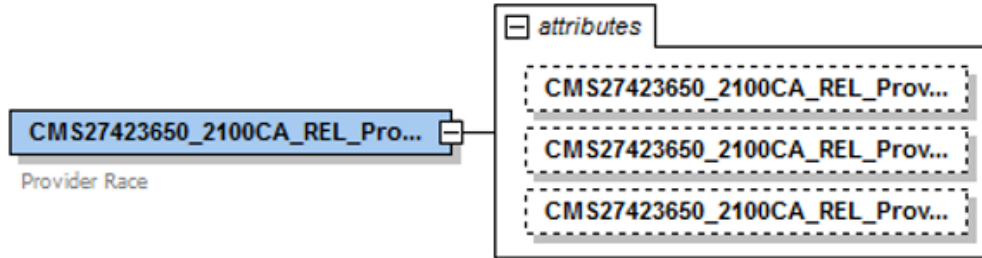 attributes
CMS27423650_2100CA_REL_Prov...
CMS27423650_2100CA_REL_Pro...
CMS27423650_2100CA_REL_Prov...
Provider Race
CMS27423650_2100CA_REL_Prov...